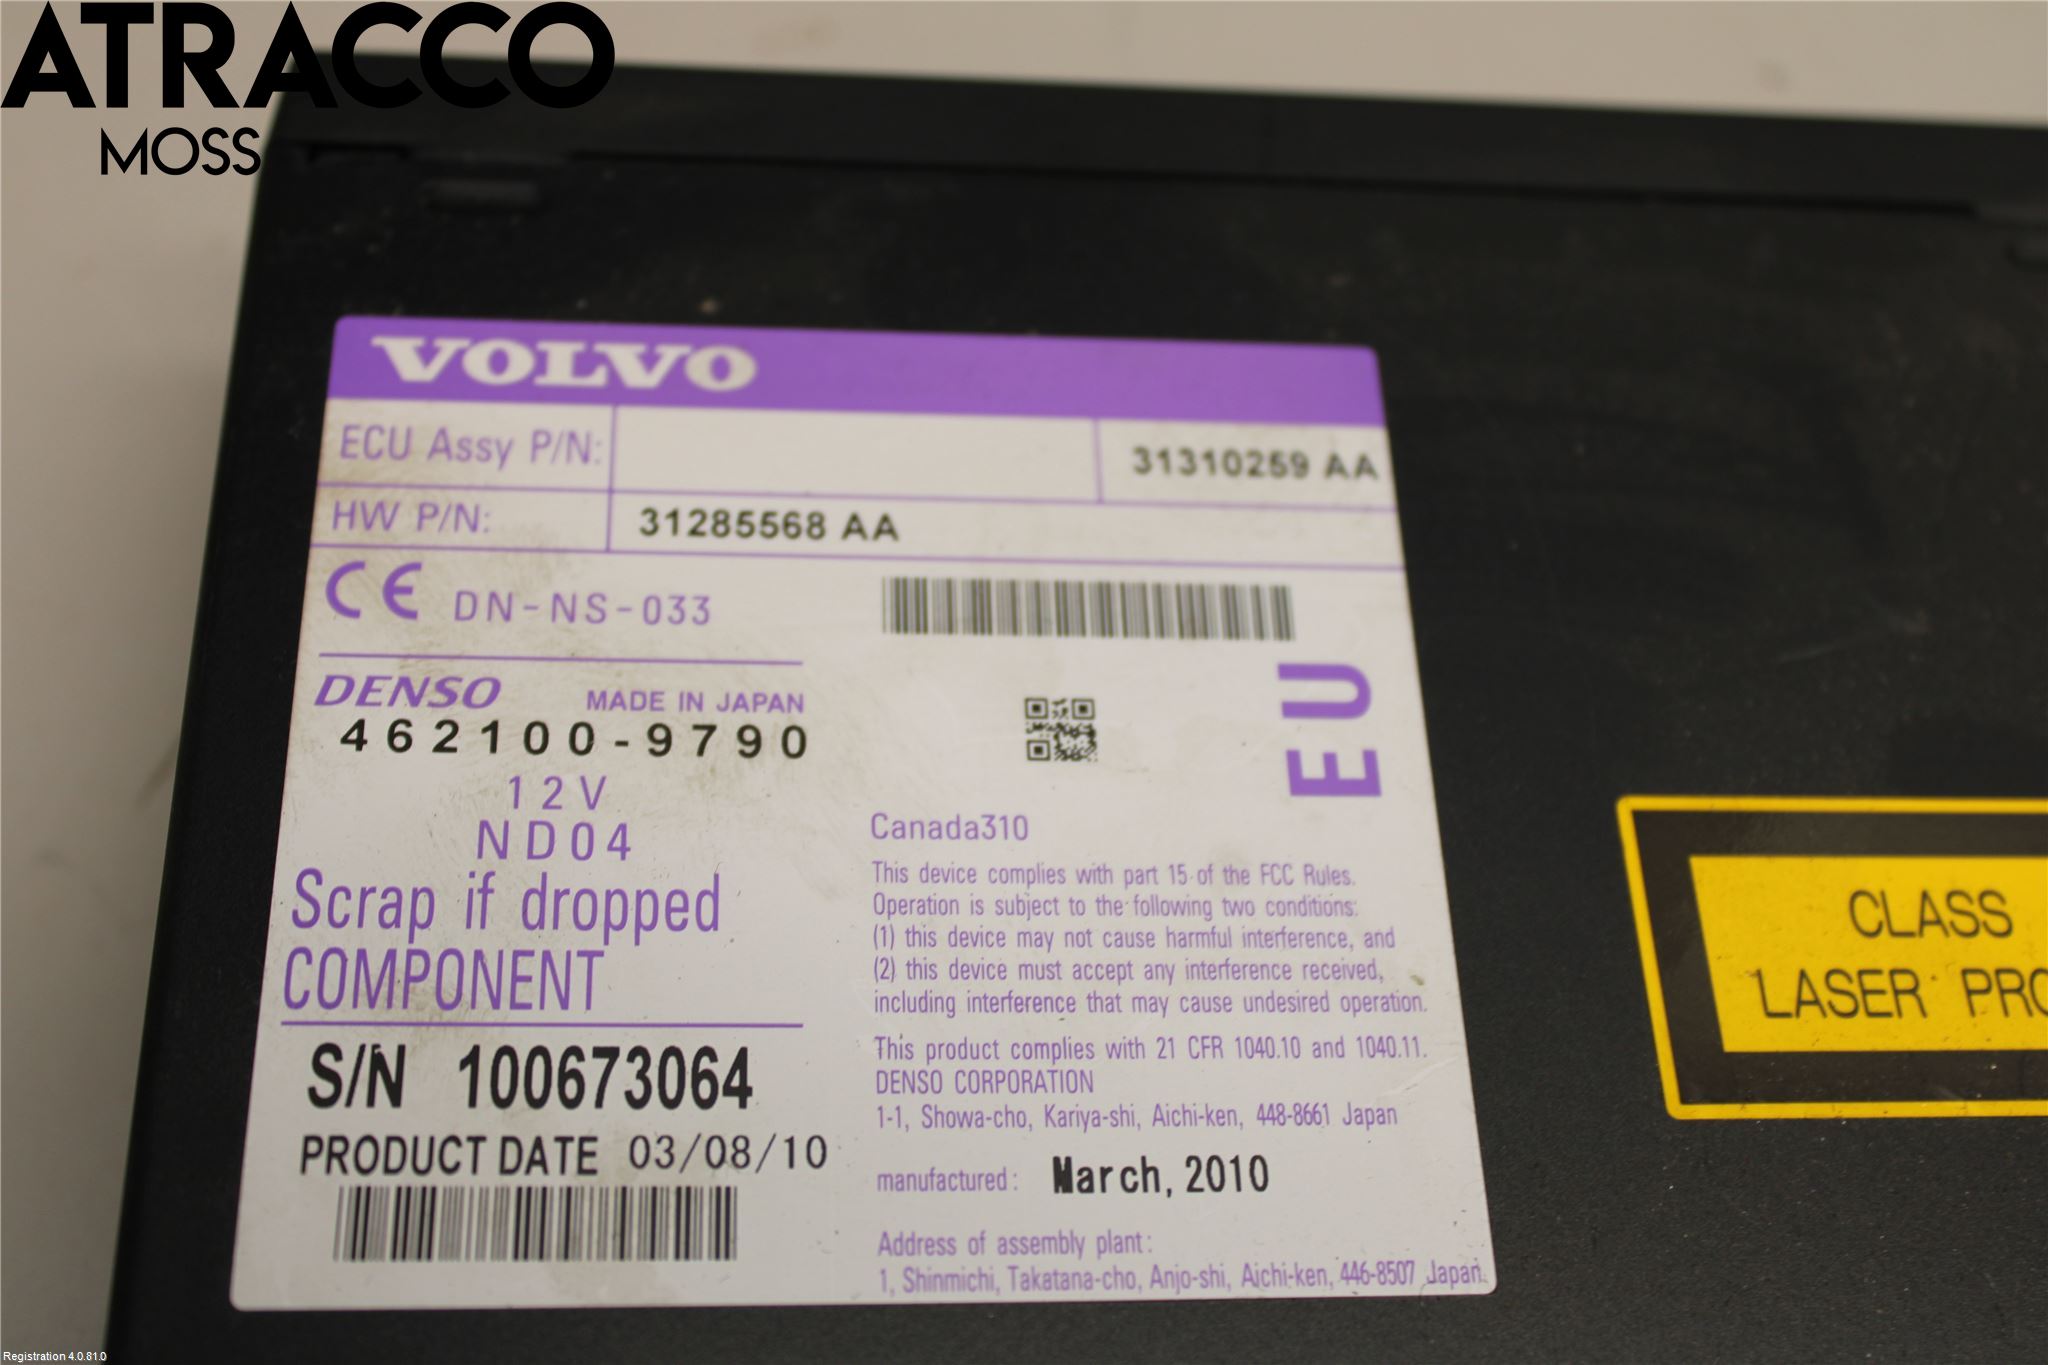 ATRACCO
MOSS
VOLVO
ECU Assy P/N: 31310259 AA
HW P/N: 31285568 AA
CE DN-NS-033
DENSO MADE IN JAPAN
462100-9790
12V
ND04
Scrap if dropped
COMPONENT
S/N 100673064
PRODUCT DATE 03/08/10
EU
Canada310
This device complies with part 15 of the FCC Rules.
Operation is subject to the following two conditions:
(1) this device may not cause harmful interference, and
(2) this device must accept any interference received,
including interference that may cause undesired operation.
This product complies with 21 CFR 1040.10 and 1040.11.
DENSO CORPORATION
1-1, Showa-cho, Kariya-shi, Aichi-ken, 448-8661 Japan
manufactured: March, 2010
Address of assembly plant:
1, Shinmichi, Takatana-cho, Anjo-shi, Aichi-ken, 446-8507 Japan.
CLASS
LASER PRO
Registration 4.0.81.0